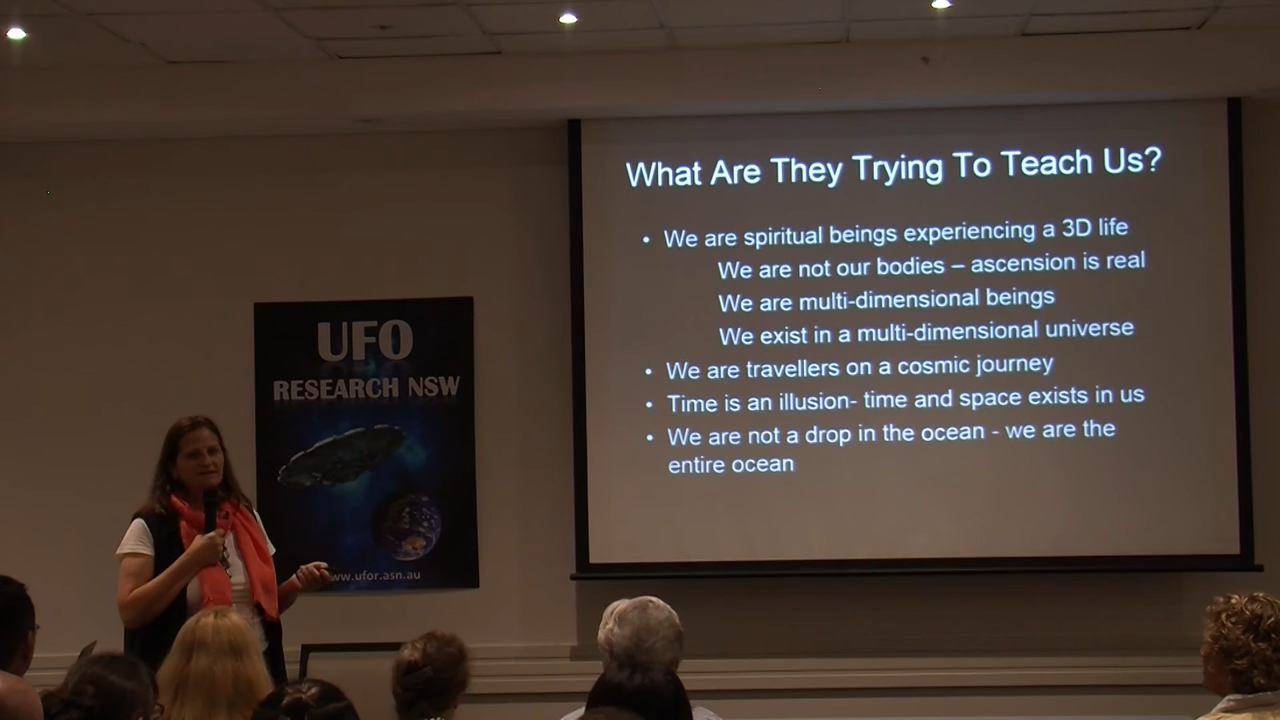 What Are They Trying To Teach Us?
• We are spiritual beings experiencing a 3D life
We are not our bodies – ascension is real
We are multi-dimensional beings
We exist in a multi-dimensional universe
• We are travellers on a cosmic journey
• Time is an illusion- time and space exists in us
• We are not a drop in the ocean - we are the
entire ocean
UFO
RESEARCH NSW
www.ufor.asn.au